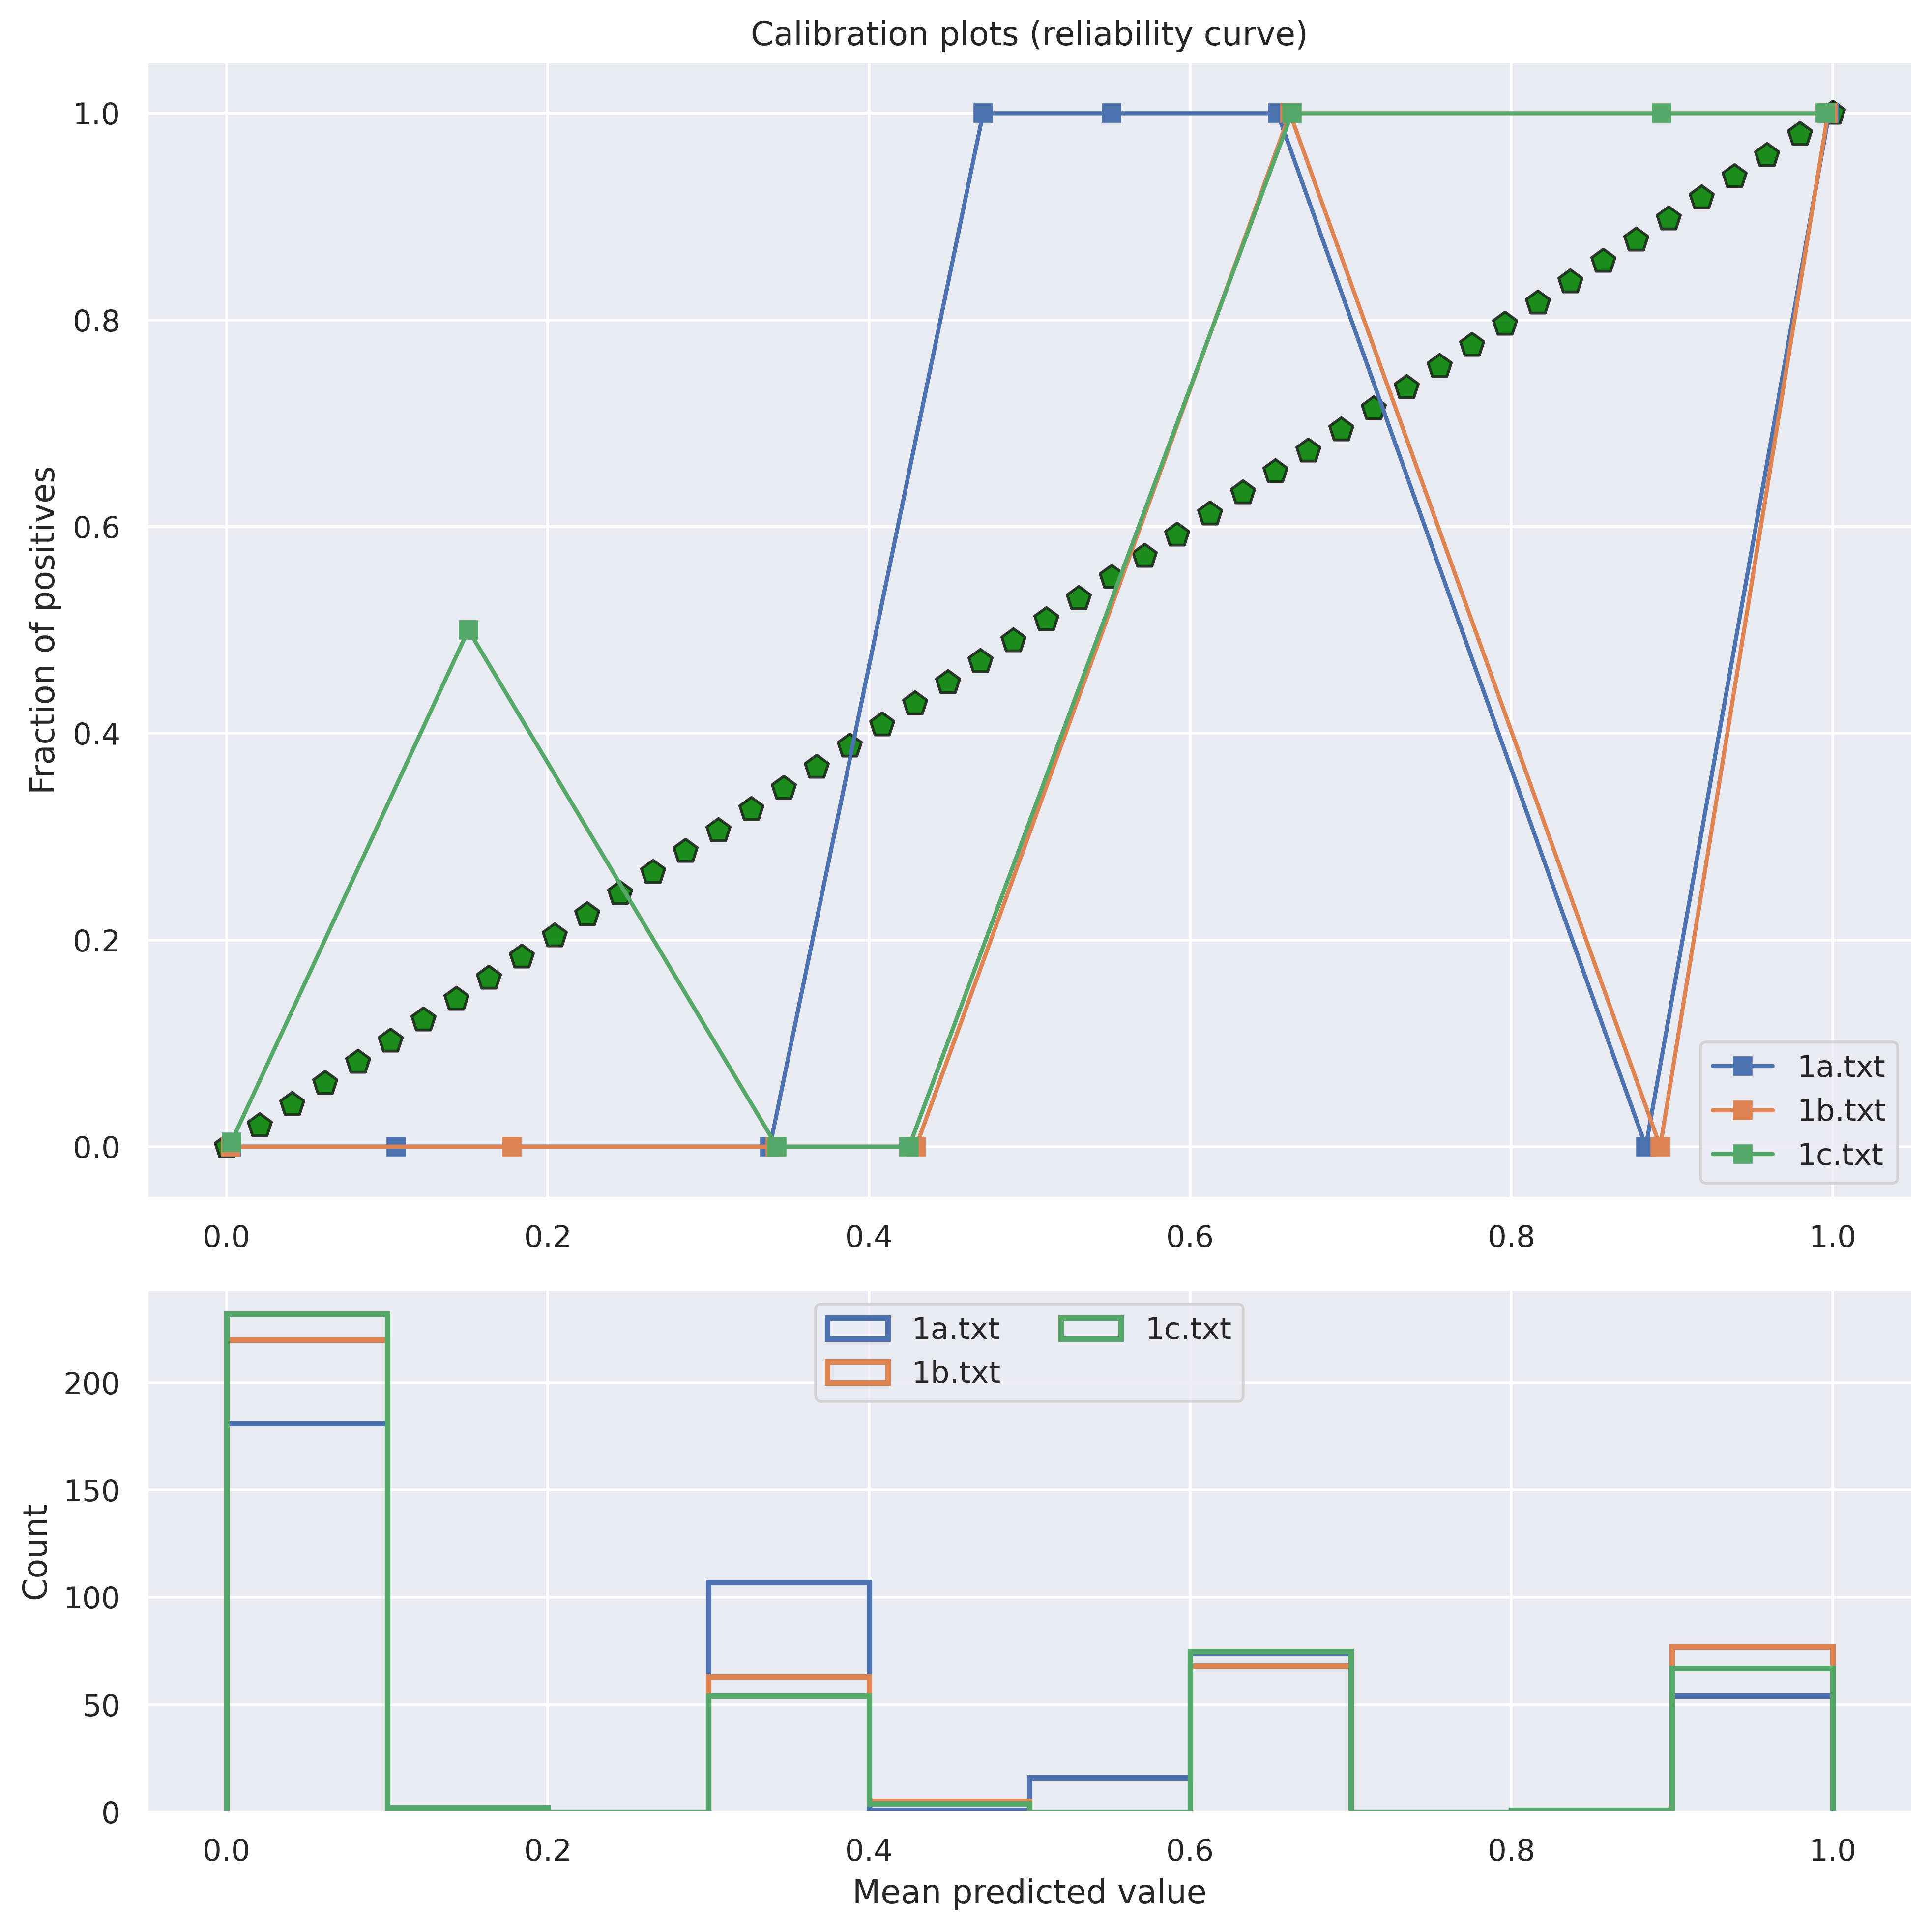 Calibration plots (reliability curve)
Fraction of positives
1.0
0.8
0.6
0.4
0.2
0.0
0.0 0.2 0.4 0.6 0.8 1.0
1a.txt
1b.txt
1c.txt
Count
200
150
100
50
0
1a.txt 1c.txt
1b.txt
0.0 0.2 0.4 0.6 0.8 1.0
Mean predicted value